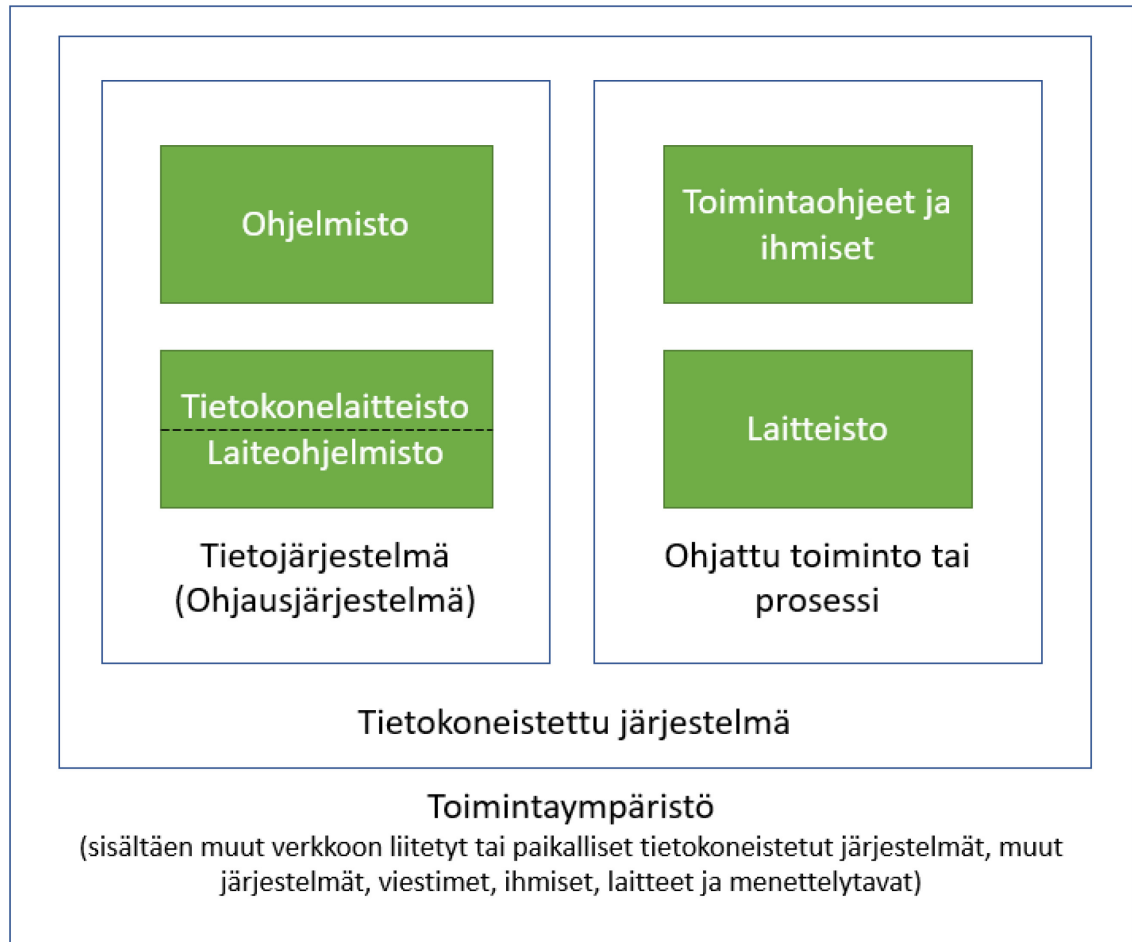 Ohjelmisto
Toimintaohjeet ja
ihmiset
Tietokonelaitteisto
Laiteohjelmisto
Laitteisto
Tietojärjestelmä
(Ohjausjärjestelmä)
Ohjattu toiminto tai
prosessi
Tietokoneistettu järjestelmä
Toimintaympäristö
(sisältäen muut verkkoon liitetyt tai paikalliset tietokoneistetut järjestelmät, muut
järjestelmät, viestimet, ihmiset, laitteet ja menettelytavat)